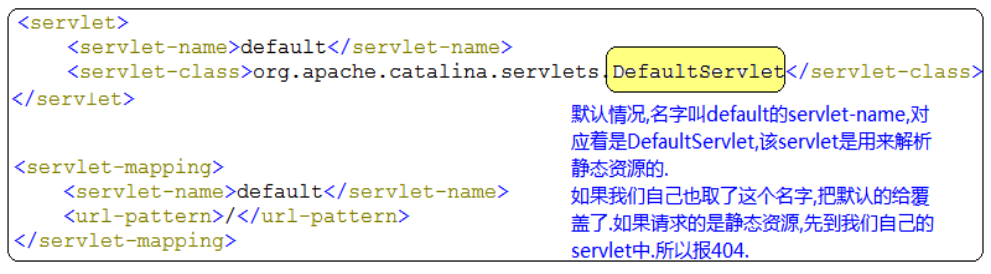 <servlet>
<servlet-name>default</servlet-name>
<servlet-class>org.apache.catalina.servlets.DefaultServlet</servlet-class>
</servlet>
默认情况,名字叫default的servlet-name,对
应着是DefaultServlet,该servlet是用来解析
静态资源的.
如果我们自己也取了这个名字,把默认的给覆
盖了.如果请求的是静态资源,先到我们自己的
servlet中.所以报404.
<servlet-mapping>
<servlet-name>default</servlet-name>
<url-pattern>/</url-pattern>
</servlet-mapping>